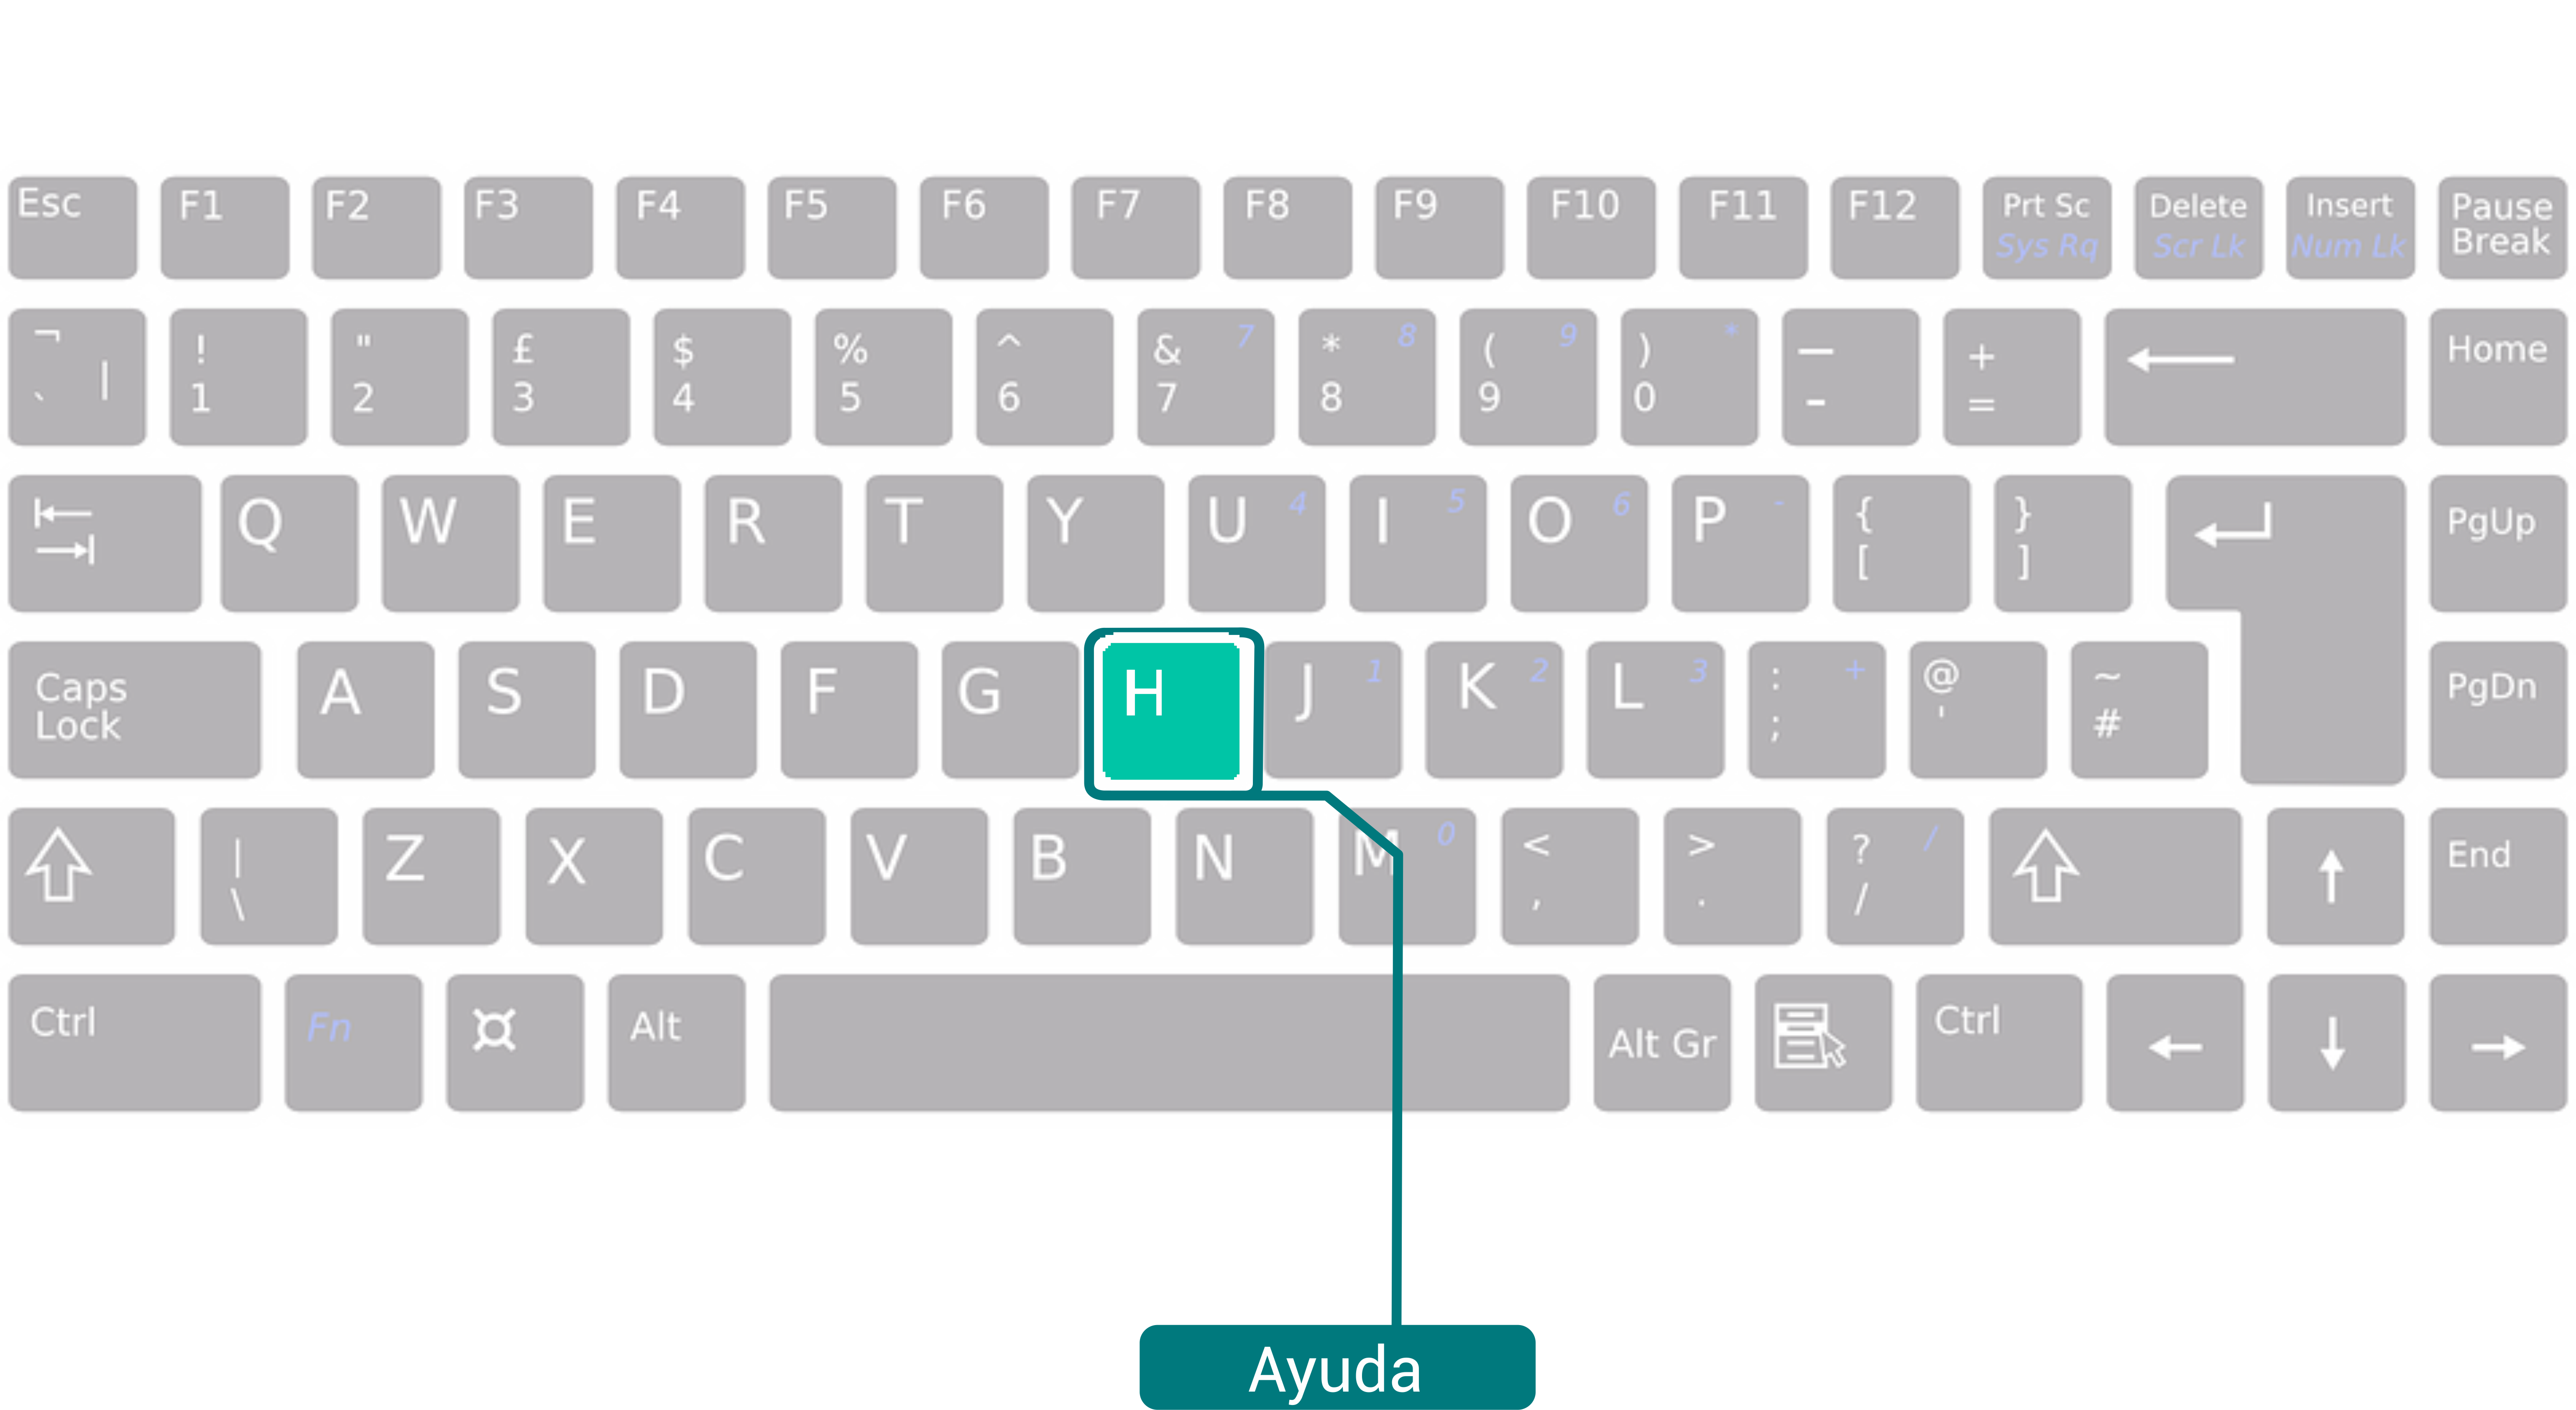 Esc F1 F2 F3 F4 F5 F6 F7 F8 F9 F10 F11 F12 Prt Sc Delete Insert Pause
Sys Rq Scr Lk Num Lk Break
¬ ! " £ $ % ^ & 7 * 8 ( 9 ) * — + Home
` | 1 2 3 4 5 6 7 8 9 0 - =
Q W E R T Y U 4 I 5 O 6 P - { } PgUp
[ ]
Caps A S D F G H J 1 K 2 L 3 : + @ ~ PgDn
Lock ; ' #
| Z X C V B N M 0 < > ? / End
\ , . /
Ctrl Fn Alt Alt Gr Ctrl
Ayuda